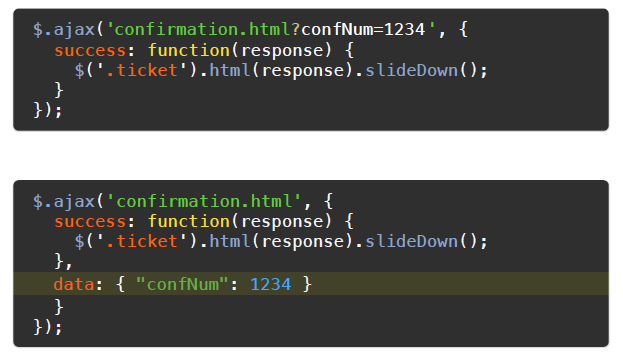 $.ajax('confirmation.html?confNum=1234', {
  success: function(response) {
    $('.ticket').html(response).slideDown();
  }
});
$.ajax('confirmation.html', {
  success: function(response) {
    $('.ticket').html(response).slideDown();
  },
  data: { "confNum": 1234 }
  }
});